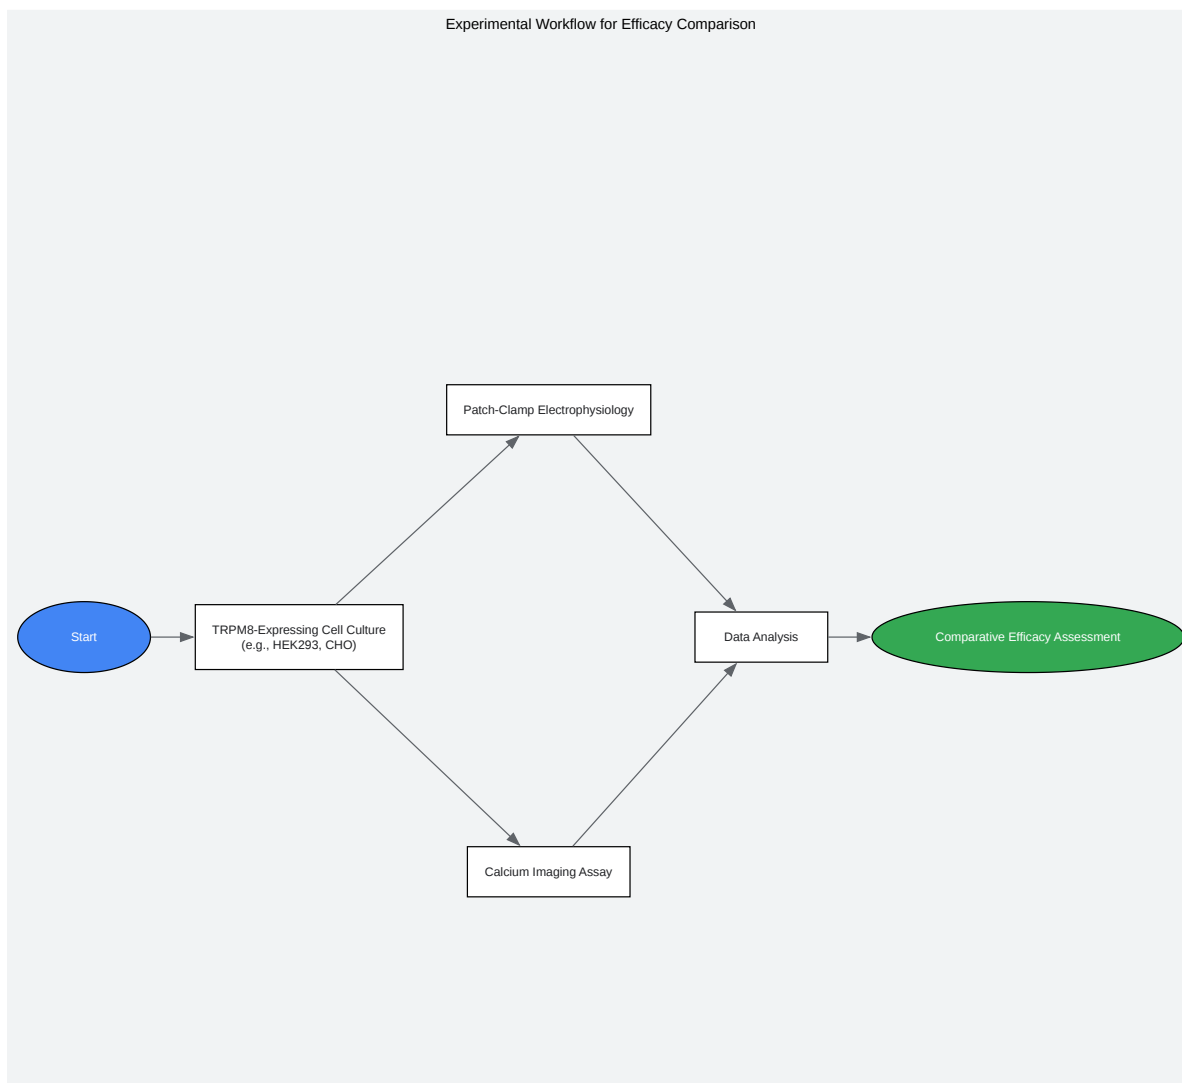 Experimental Workflow for Efficacy Comparison
Patch-Clamp Electrophysiology
Start
TRPM8-Expressing Cell Culture
(e.g., HEK293, CHO)
Data Analysis
Comparative Efficacy Assessment
Calcium Imaging Assay